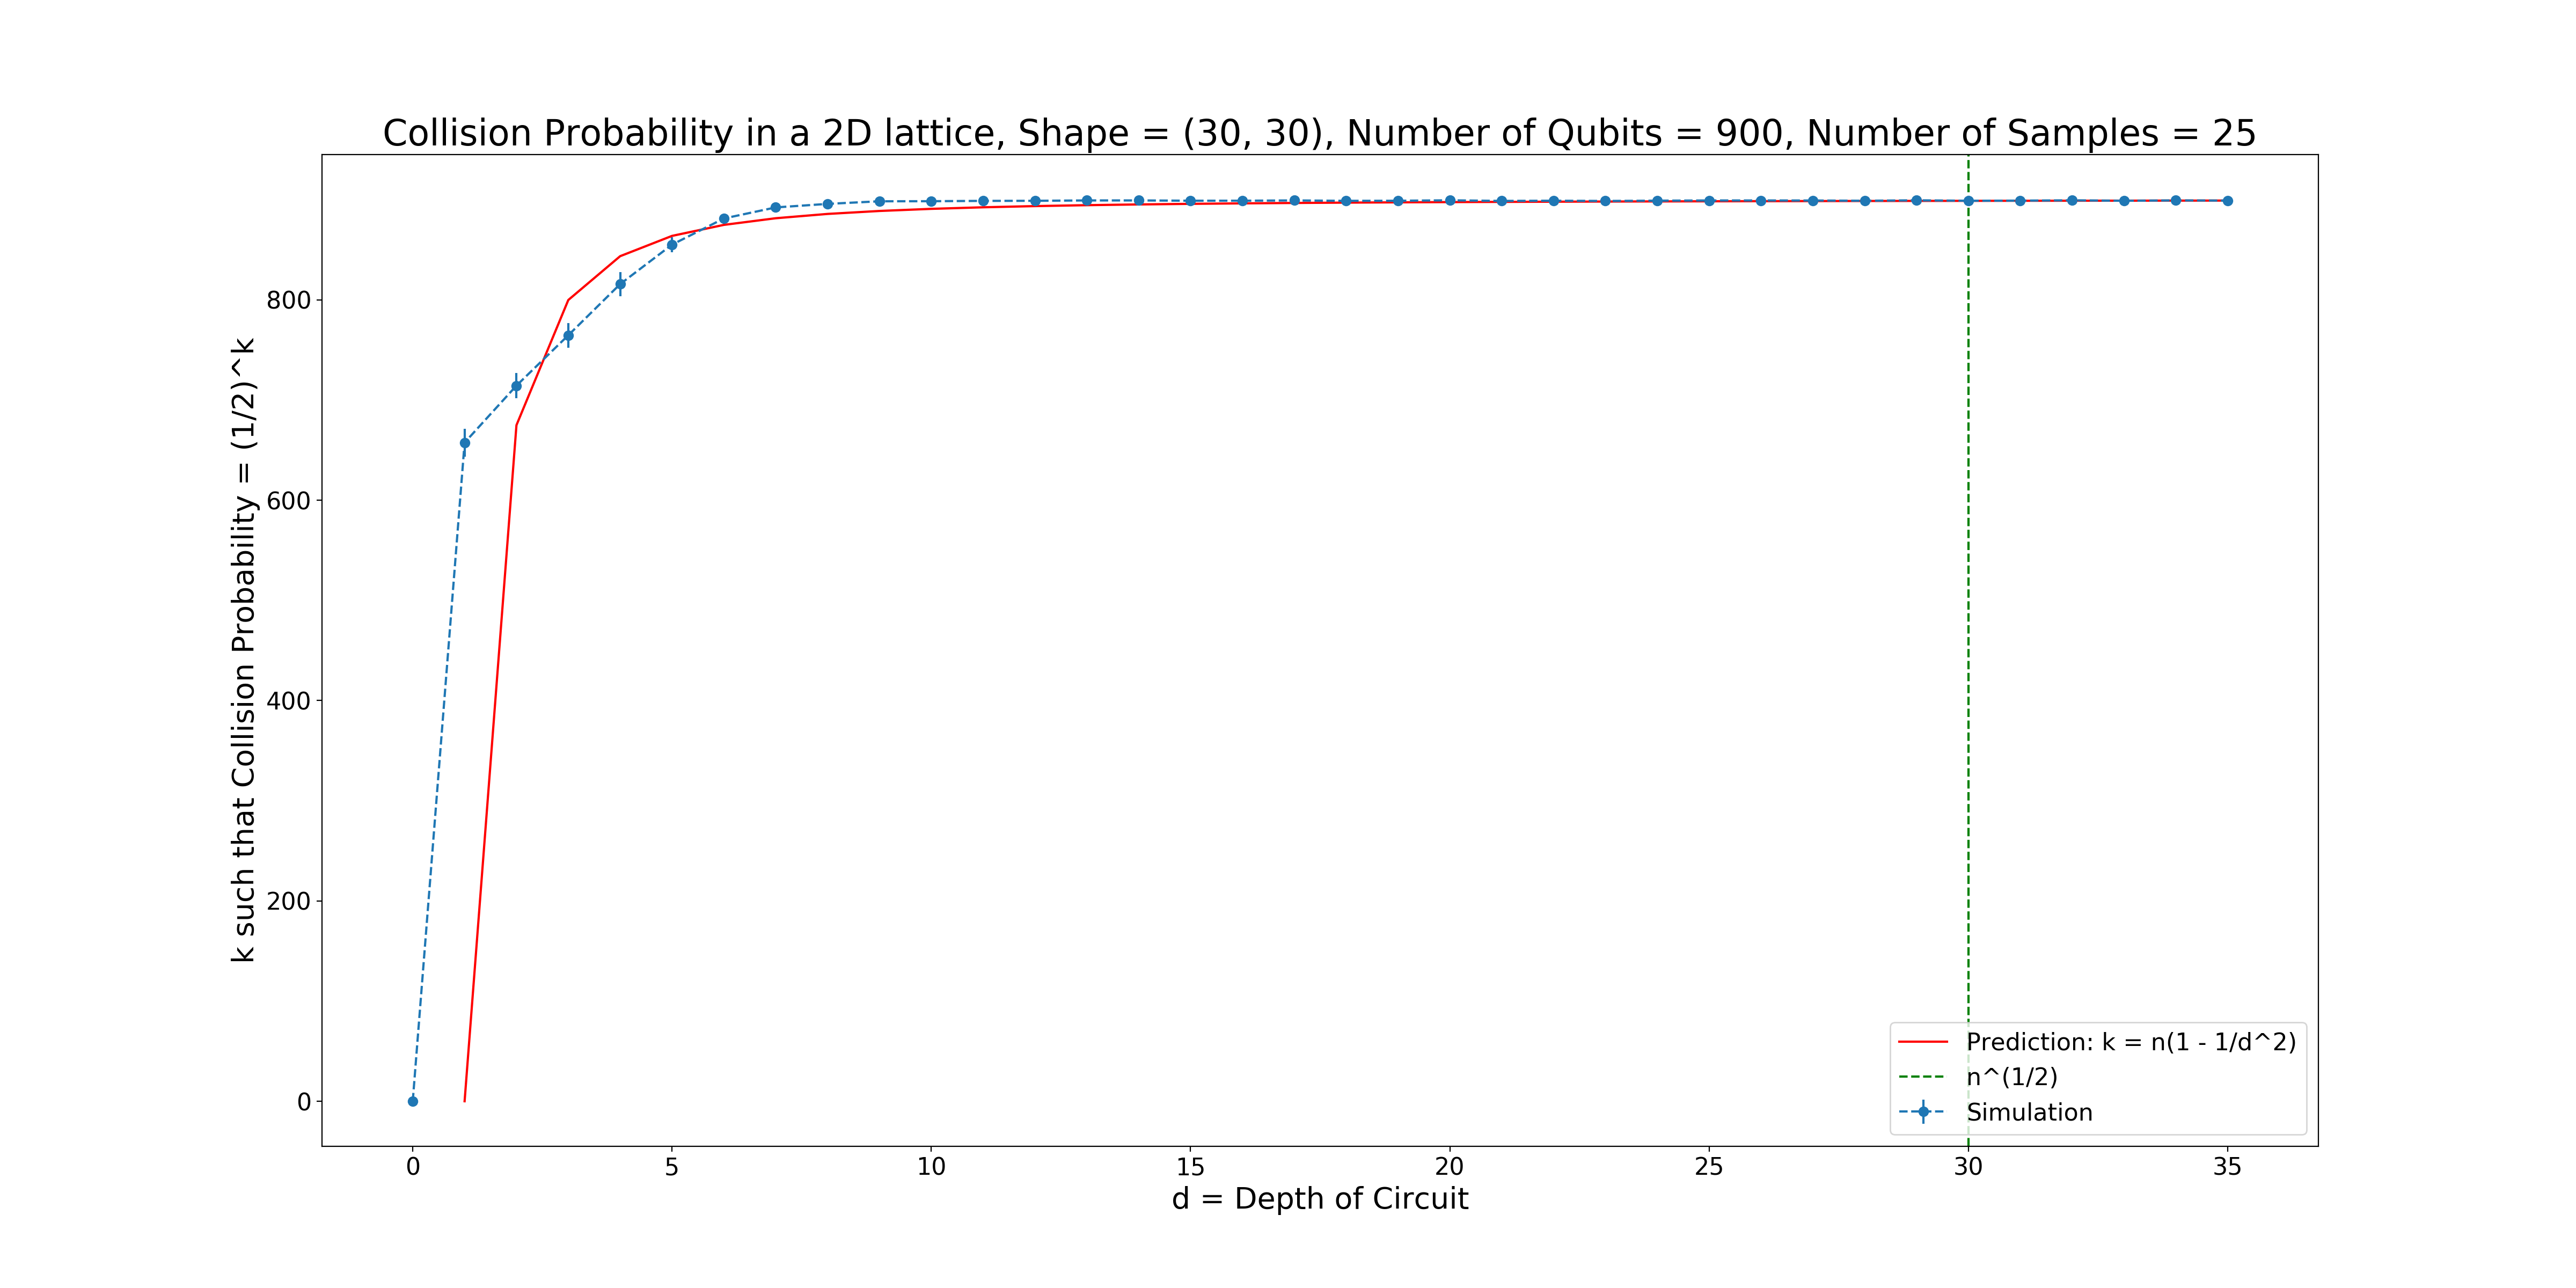 Collision Probability in a 2D lattice, Shape = (30, 30), Number of Qubits = 900, Number of Samples = 25
k such that Collision Probability = (1/2)^k
800
600
400
200
0
0 5 10 15 20 25 30 35
d = Depth of Circuit
Prediction: k = n(1 - 1/d^2)
n^(1/2)
Simulation